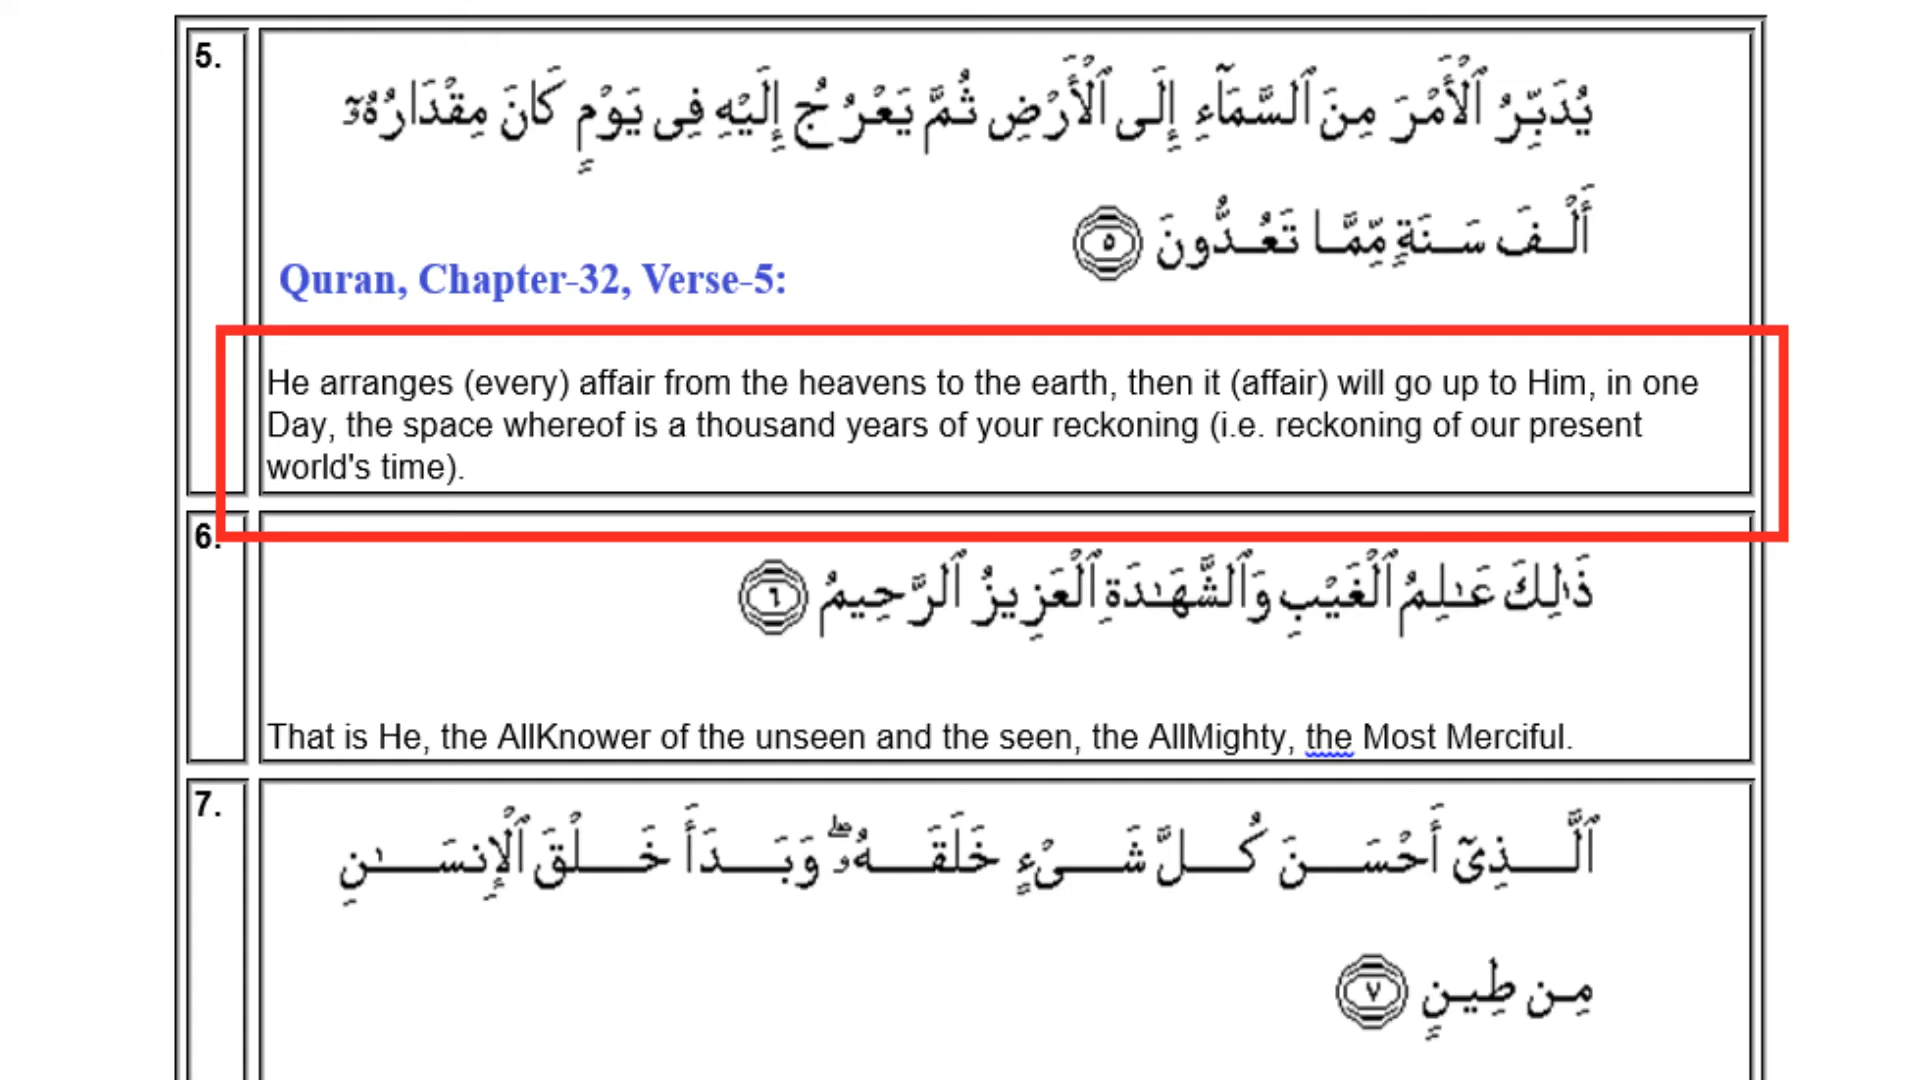 5.
يُدَبِّرُ ٱلْأَمْرَ مِنَ ٱلسَّمَآءِ إِلَى ٱلْأَرْضِ ثُمَّ يَعْرُجُ إِلَيْهِ فِى يَوْمٍ كَانَ مِقْدَارُهُۥٓ
أَلْفَ سَنَةٍ مِّمَّا تَعُدُّونَ ٥
Quran, Chapter-32, Verse-5:
He arranges (every) affair from the heavens to the earth, then it (affair) will go up to Him, in one
Day, the space whereof is a thousand years of your reckoning (i.e. reckoning of our present
world's time).
6.
ذَٰلِكَ عَـٰلِمُ ٱلْغَيْبِ وَٱلشَّهَـٰدَةِ ٱلْعَزِيزُ ٱلرَّحِيمُ ٦
That is He, the AllKnower of the unseen and the seen, the AllMighty, the Most Merciful.
7.
ٱلَّذِىٓ أَحْسَنَ كُلَّ شَىْءٍ خَلَقَهُۥ ۖ وَبَدَأَ خَلْقَ ٱلْإِنسَـٰنِ
مِن طِينٍ ٧